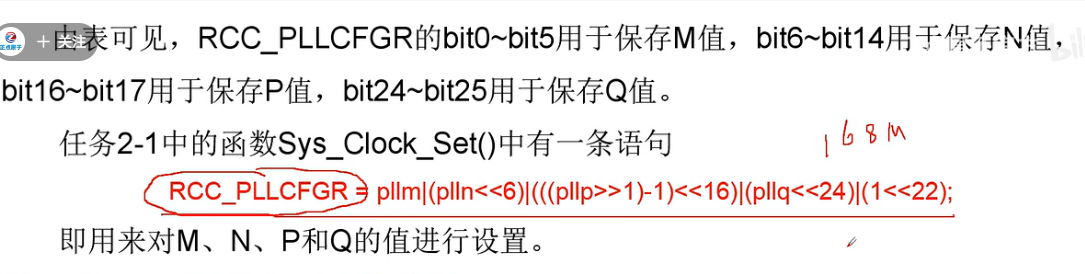 由表可见，RCC_PLLCFGR的bit0~bit5用于保存M值，bit6~bit14用于保存N值，
+ 关注
正点原子
bit16~bit17用于保存P值，bit24~bit25用于保存Q值。
任务2-1中的函数Sys_Clock_Set()中有一条语句
168M
RCC_PLLCFGR = pllm|(plln<<6)|(((pllp>>1)-1)<<16)|(pllq<<24)|(1<<22);
即用来对M、N、P和Q的值进行设置。